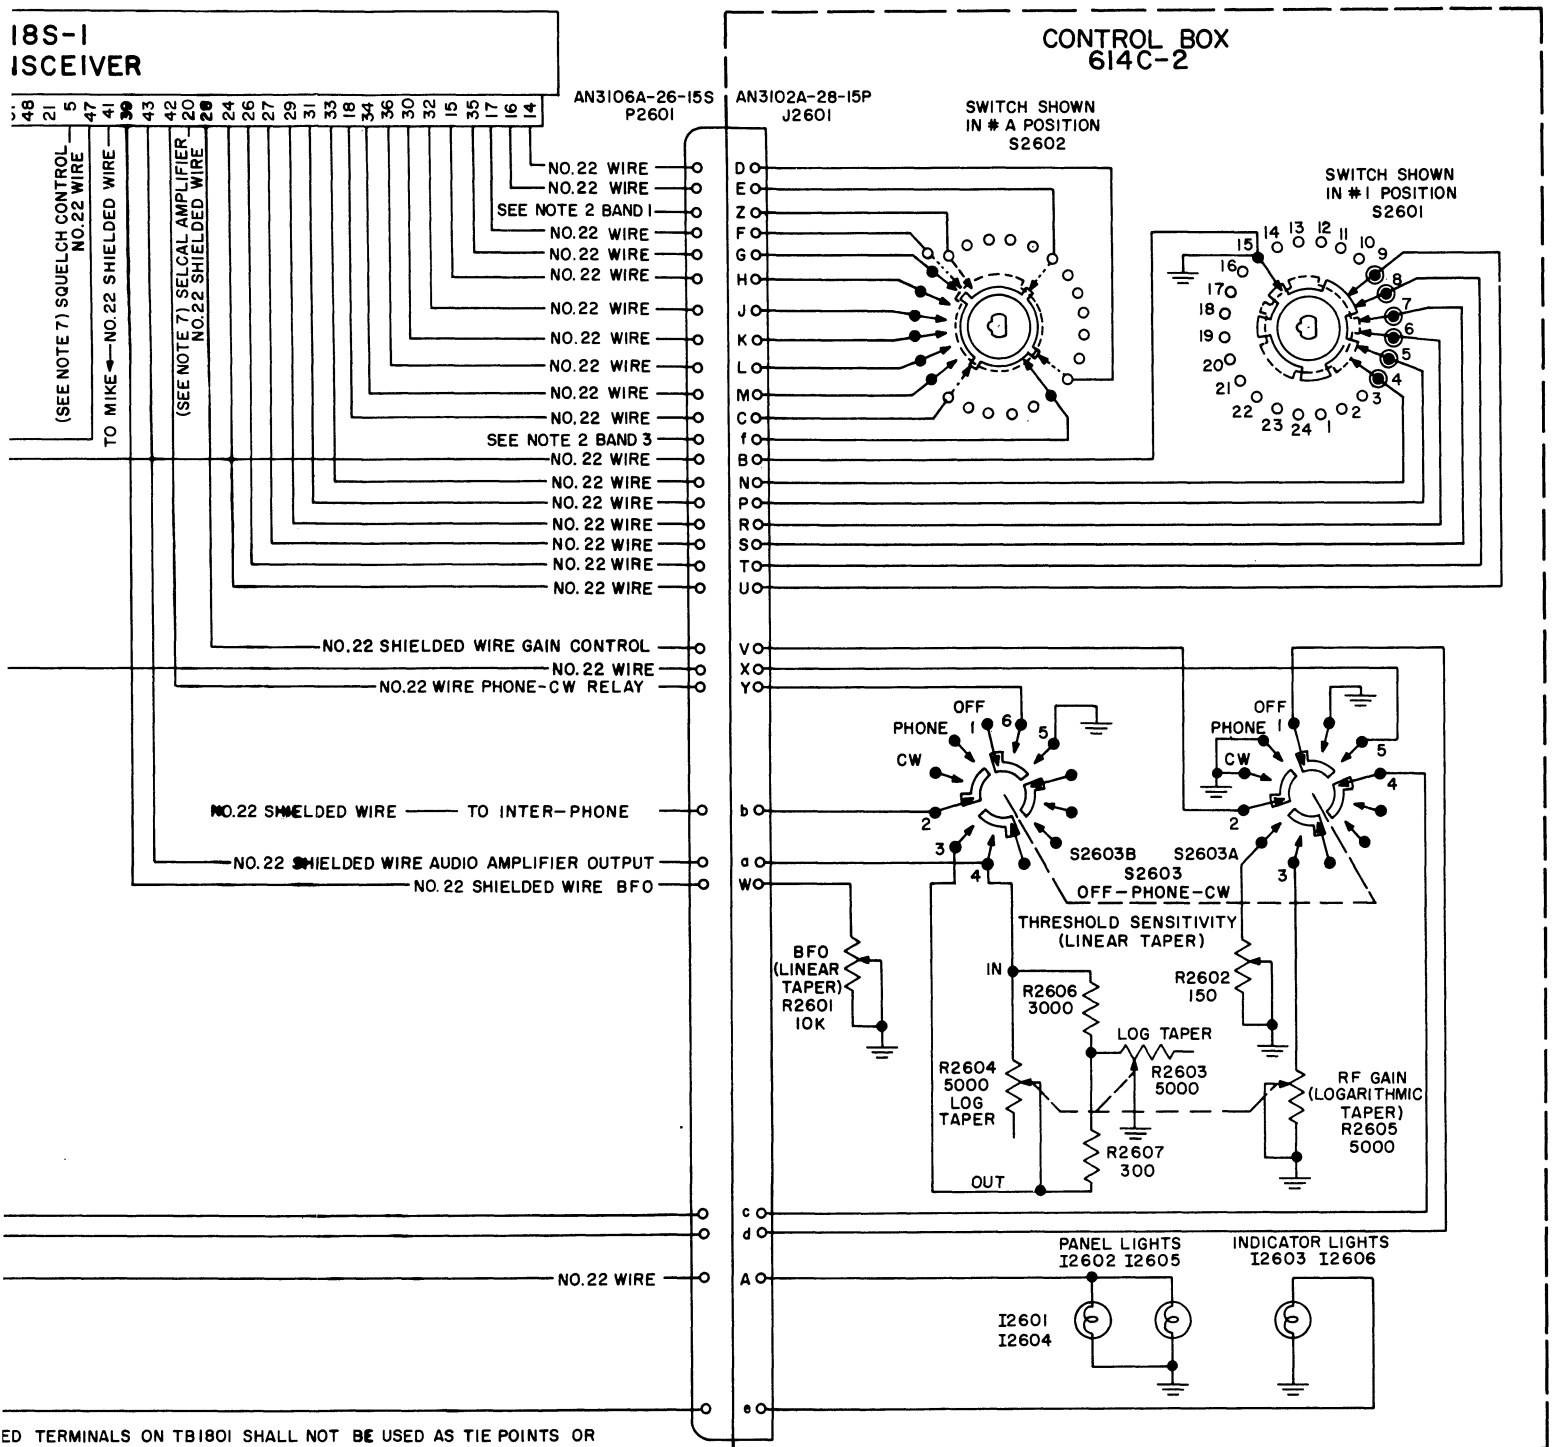 18S-1
ISCEIVER
CONTROL BOX
614C-2
48 21 5 47 41 39 43 42 20 28 24 26 27 29 31 33 18 34 36 30 32 15 35 17 16 14
AN3106A-26-15S
P2601
AN3102A-28-15P
J2601
SWITCH SHOWN
IN # A POSITION
S2602
SWITCH SHOWN
IN #1 POSITION
S2601
(SEE NOTE 7) SQUELCH CONTROL
NO.22 WIRE
TO MIKE NO.22 SHIELDED WIRE
(SEE NOTE 7) SELCAL AMPLIFIER
NO.22 SHIELDED WIRE
NO.22 WIRE D
NO.22 WIRE E
SEE NOTE 2 BAND 1 Z
NO.22 WIRE F
NO.22 WIRE G
NO.22 WIRE H
NO.22 WIRE J
NO.22 WIRE K
NO.22 WIRE L
NO.22 WIRE M
NO.22 WIRE C
SEE NOTE 2 BAND 3 f
NO.22 WIRE B
NO.22 WIRE N
NO.22 WIRE P
NO.22 WIRE R
NO.22 WIRE S
NO.22 WIRE T
NO.22 WIRE U
15 14 13 12 11 10 9
16 8
17 7
18 6
19 5
20 4
21 3
22 23 24 1 2
NO.22 SHIELDED WIRE GAIN CONTROL V
NO.22 WIRE X
NO.22 WIRE PHONE-CW RELAY Y
OFF
1 6
PHONE 5
CW
2
3
4
OFF
1
PHONE 5
CW
4
2
3
NO.22 SHIELDED WIRE TO INTER-PHONE b
NO.22 SHIELDED WIRE AUDIO AMPLIFIER OUTPUT a
NO.22 SHIELDED WIRE BFO W
S2603B S2603A
S2603
OFF-PHONE-CW
THRESHOLD SENSITIVITY
(LINEAR TAPER)
BFO
(LINEAR
TAPER)
R2601
10K
IN
R2606
3000
R2602
150
LOG TAPER
R2603
5000
R2604
5000
LOG
TAPER
RF GAIN
(LOGARITHMIC
TAPER)
R2605
5000
R2607
300
OUT
c
d
PANEL LIGHTS
I2602 I2605
INDICATOR LIGHTS
I2603 I2606
NO.22 WIRE A
I2601
I2604
e
ED TERMINALS ON TB1801 SHALL NOT BE USED AS TIE POINTS OR